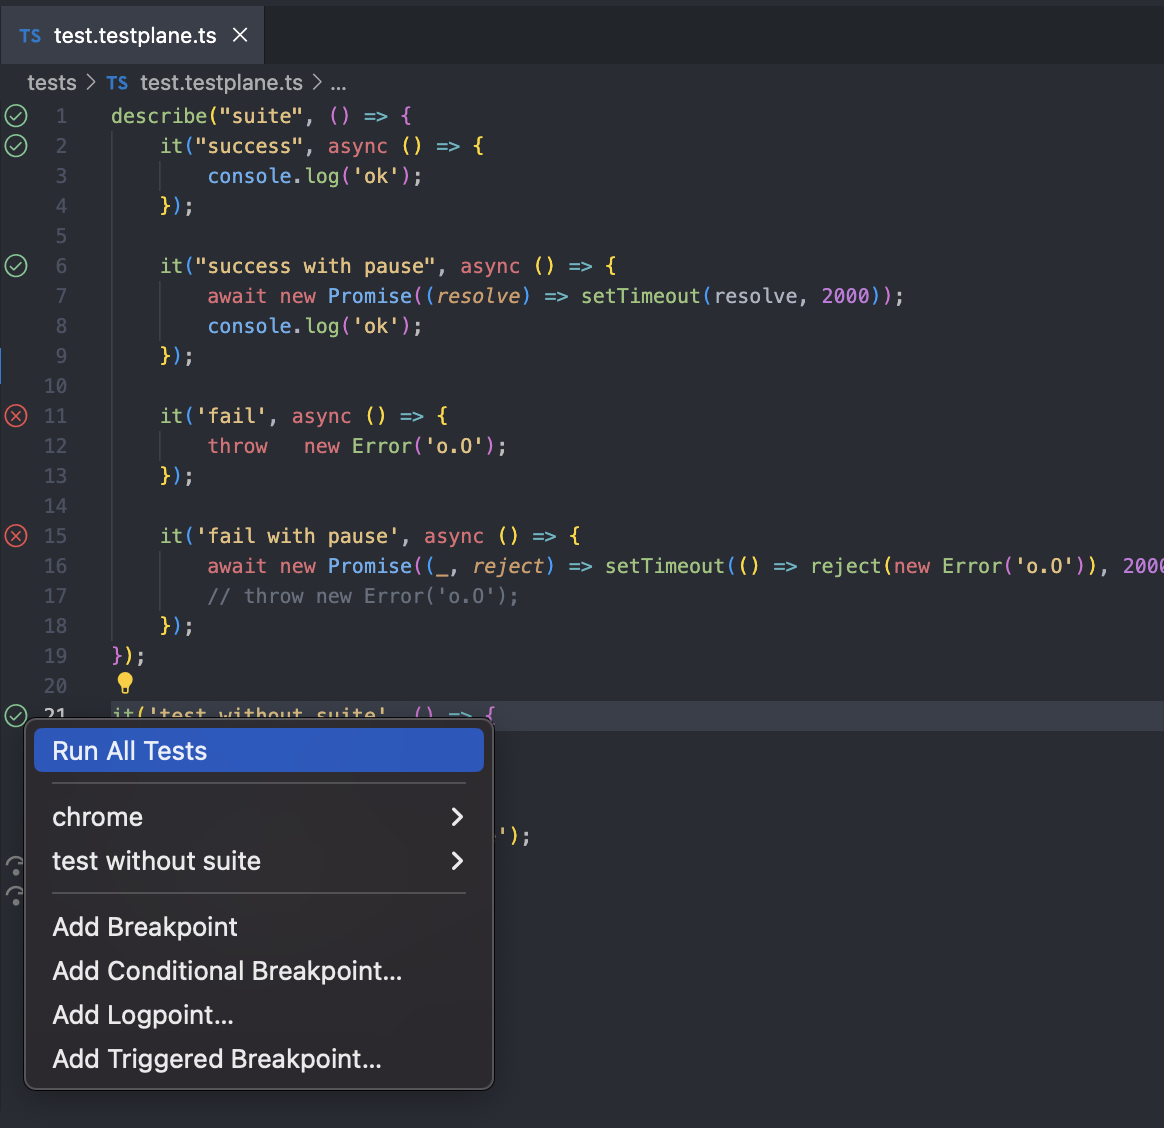 TS test.testplane.ts ×
tests > TS test.testplane.ts > ...
1 describe("suite", () => {
2 it("success", async () => {
3 console.log('ok');
4 });
5
6 it("success with pause", async () => {
7 await new Promise((resolve) => setTimeout(resolve, 2000));
8 console.log('ok');
9 });
10
11 it('fail', async () => {
12 throw   new Error('o.O');
13 });
14
15 it('fail with pause', async () => {
16 await new Promise((_, reject) => setTimeout(() => reject(new Error('o.O')), 2000
17 // throw new Error('o.O');
18 });
19 });
20
21 it('test without suite', () => {
Run All Tests
chrome
');
test without suite
Add Breakpoint
Add Conditional Breakpoint...
Add Logpoint...
Add Triggered Breakpoint...